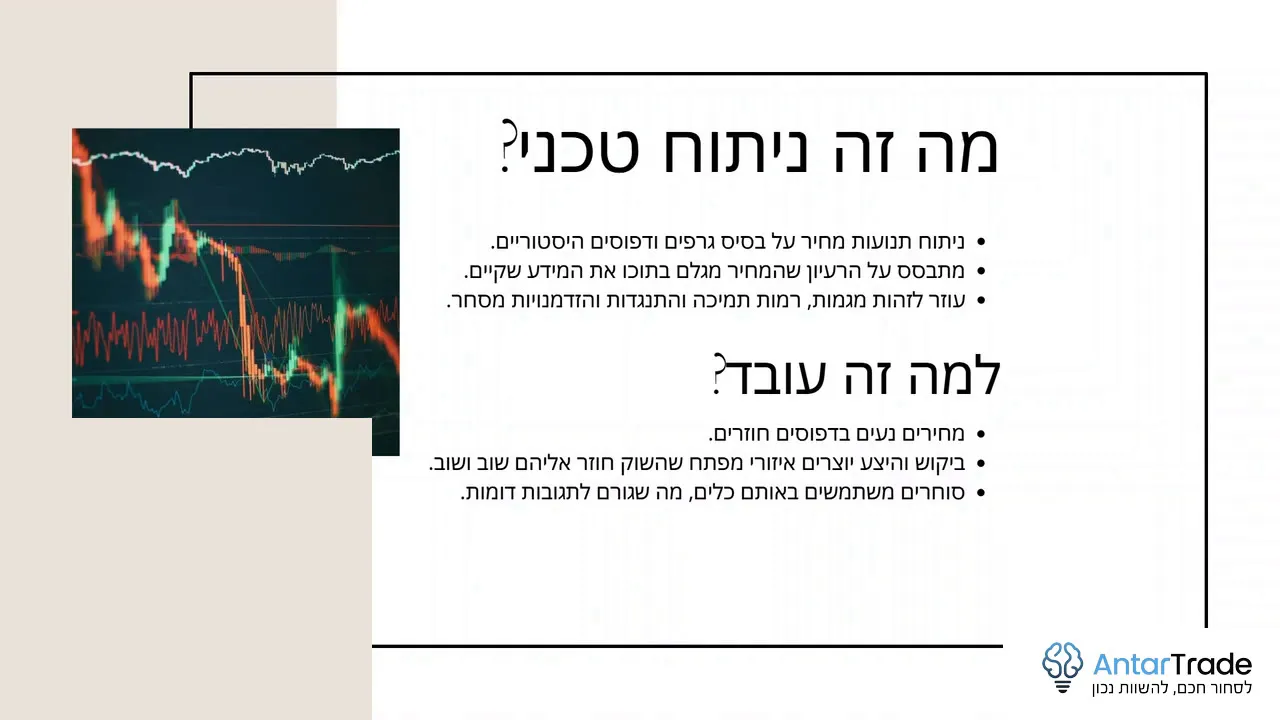 מה זה ניתוח טכני?
• ניתוח תנועות מחיר על בסיס גרפים ודפוסים היסטוריים.
• מתבסס על הרעיון שהמחיר מגלם בתוכו את המידע שקיים.
• עוזר לזהות מגמות, רמות תמיכה והתנגדות והזדמנויות מסחר.
למה זה עובד?
• מחירים נעים בדפוסים חוזרים.
• ביקוש והיצע יוצרים איזורי מפתח שהשוק חוזר אליהם שוב ושוב.
• סוחרים משתמשים באותם כלים, מה שגורם לתגובות דומות.
AntarTrade
לסחור חכם, להשוות נכון